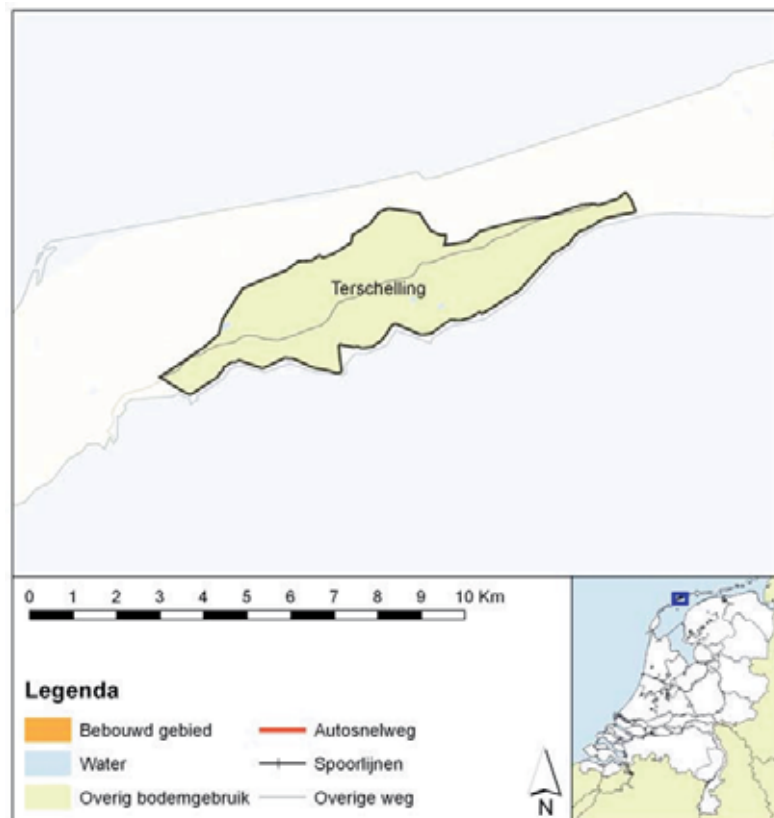 Terschelling
0 1 2 3 4 5 6 7 8 9 10 Km
Legenda
Bebouwd gebied
Autosnelweg
Water
Spoorlijnen
Overig bodemgebruik
Overige weg
N